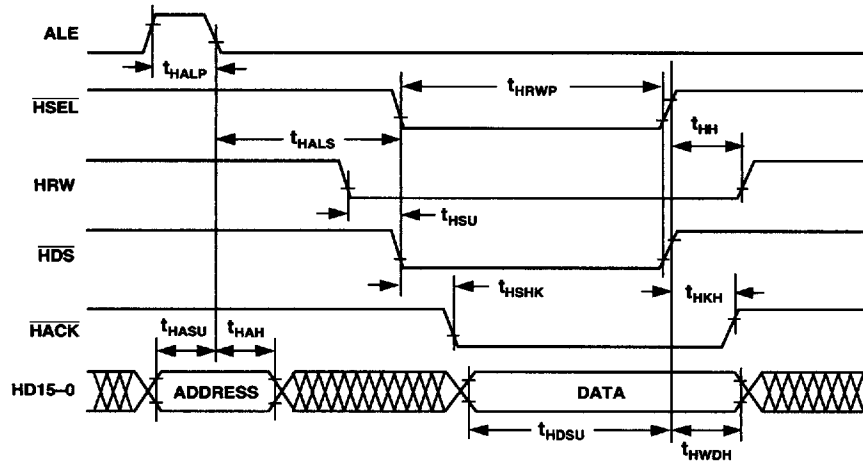 ALE
tHALP
HSEL
tHRWP
tHALS
tHH
HRW
tHSU
HDS
tHSHK
tHKH
HACK
tHASU
tHAH
HD15–0
ADDRESS
DATA
tHDSU
tHWDH